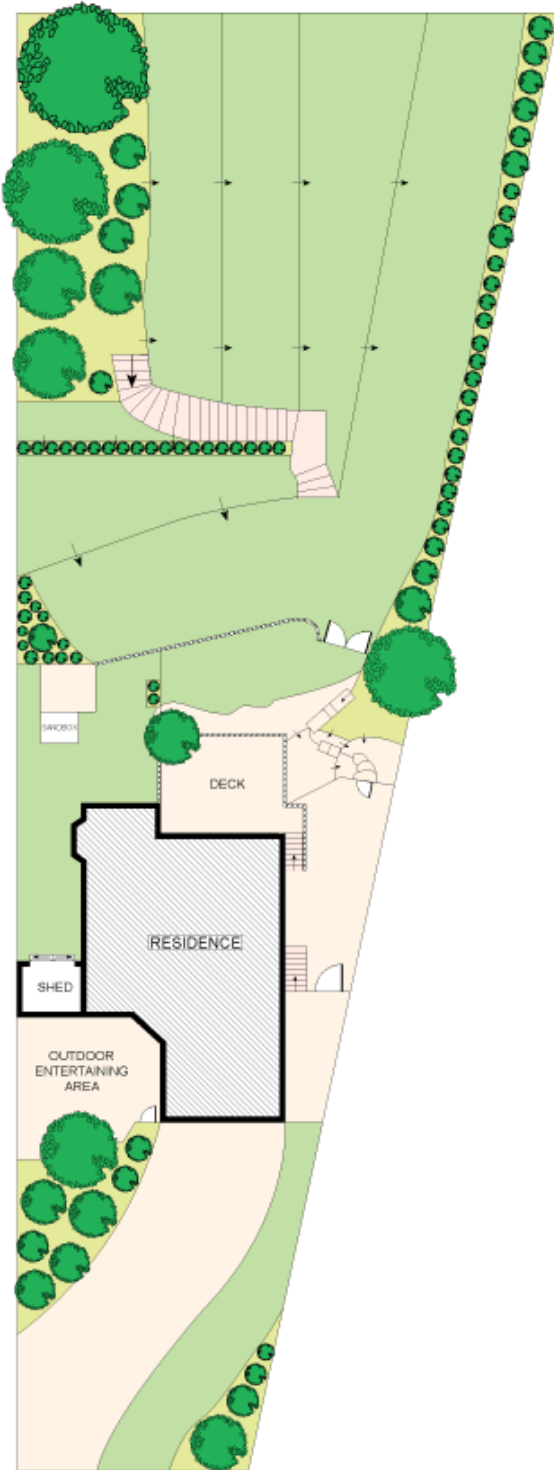 SANDBOX
DECK
RESIDENCE
SHED
OUTDOOR
ENTERTAINING
AREA